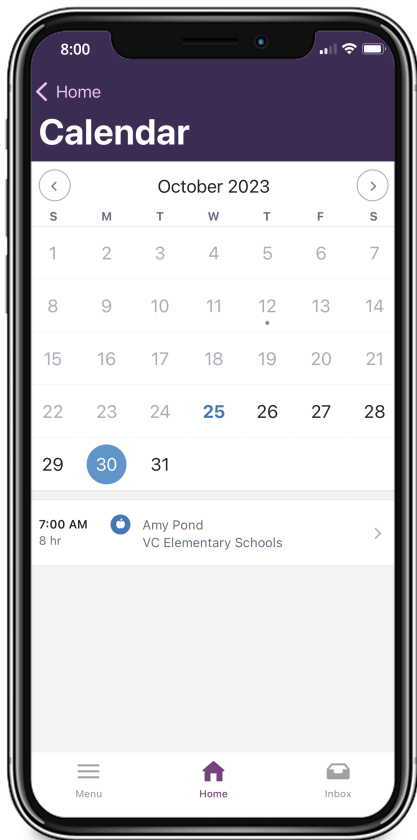 8:00
Home
Calendar
October 2023
S M T W T F S
1 2 3 4 5 6 7
8 9 10 11 12 13 14
15 16 17 18 19 20 21
22 23 24 25 26 27 28
29 30 31
7:00 AM Amy Pond
8 hr VC Elementary Schools
Menu Home Inbox